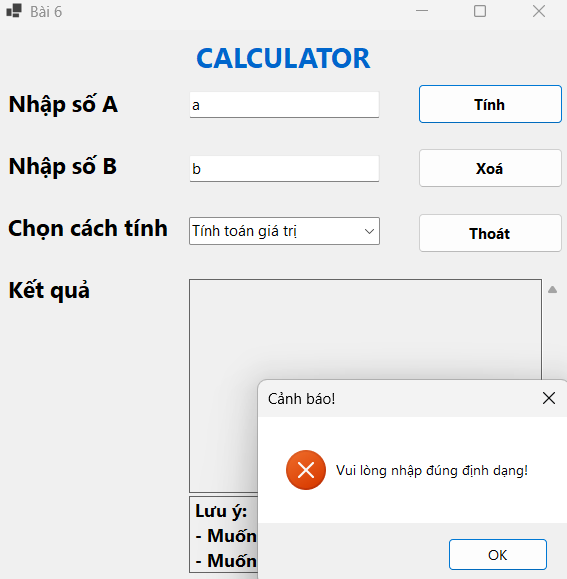 Bài 6
CALCULATOR
Nhập số A
a
Tính
Nhập số B
b
Xoá
Chọn cách tính
Tính toán giá trị
Thoát
Kết quả
Cảnh báo!
Vui lòng nhập đúng định dạng!
OK
Lưu ý:
- Muốn
- Muốn